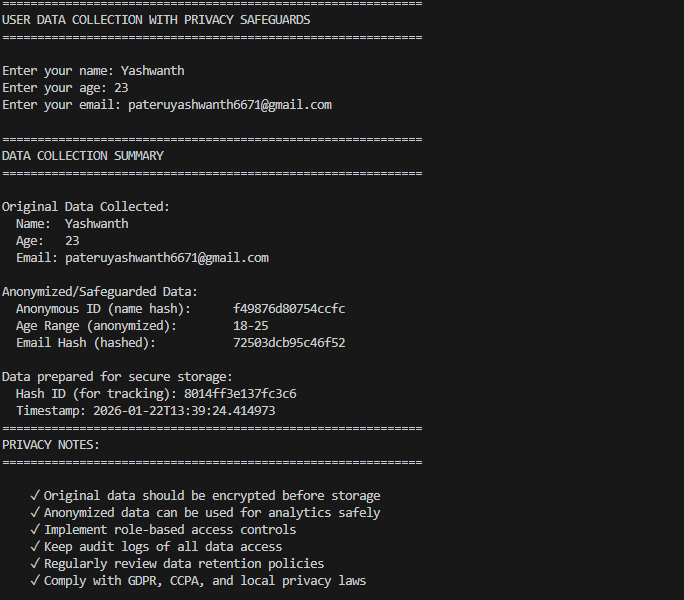 ============================================================
USER DATA COLLECTION WITH PRIVACY SAFEGUARDS
============================================================
Enter your name: Yashwanth
Enter your age: 23
Enter your email: pateruyashwanth6671@gmail.com
============================================================
DATA COLLECTION SUMMARY
============================================================
Original Data Collected:
Name: Yashwanth
Age: 23
Email: pateruyashwanth6671@gmail.com
Anonymized/Safeguarded Data:
Anonymous ID (name hash): f49876d80754ccfc
Age Range (anonymized): 18-25
Email Hash (hashed): 72503dcb95c46f52
Data prepared for secure storage:
Hash ID (for tracking): 8014ff3e137fc3c6
Timestamp: 2026-01-22T13:39:24.414973
============================================================
PRIVACY NOTES:
============================================================
✓ Original data should be encrypted before storage
✓ Anonymized data can be used for analytics safely
✓ Implement role-based access controls
✓ Keep audit logs of all data access
✓ Regularly review data retention policies
✓ Comply with GDPR, CCPA, and local privacy laws